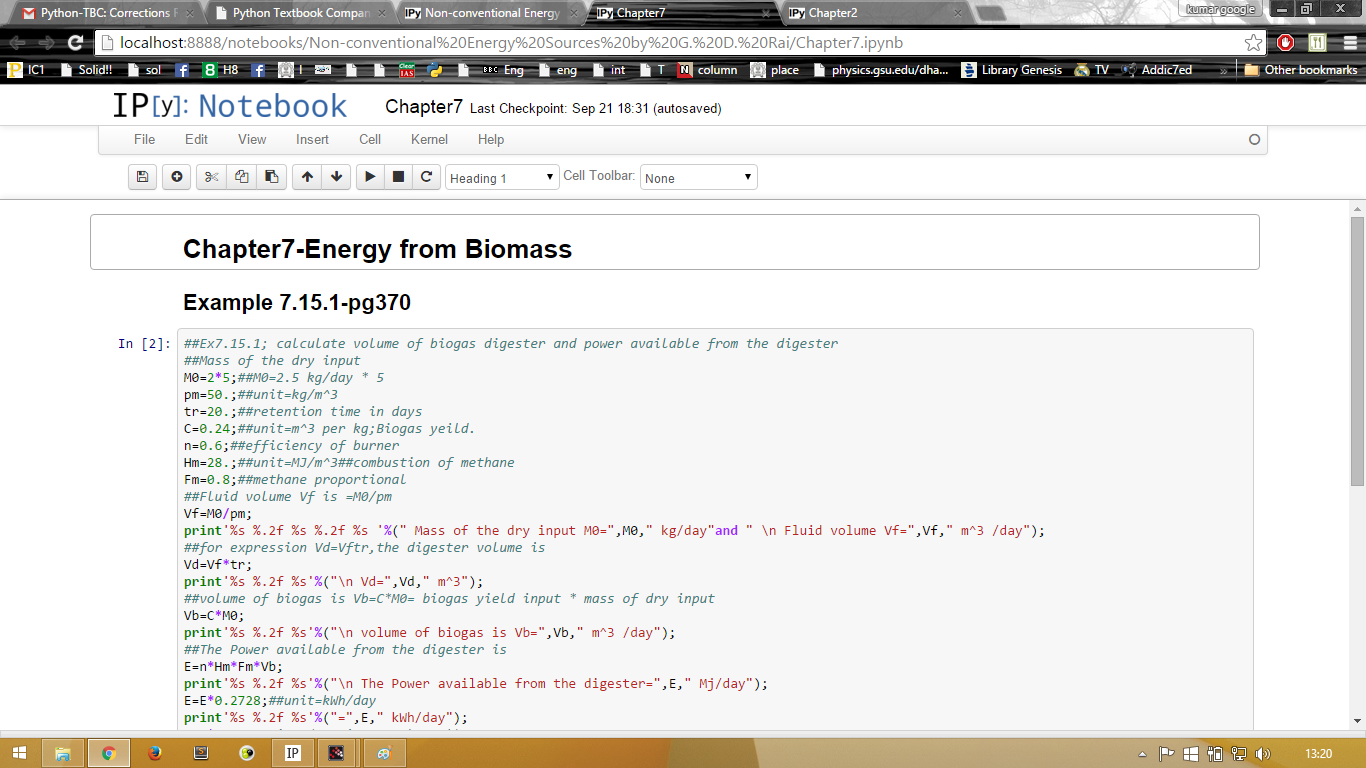 Python-TBC: Corrections R
Python Textbook Compan
IPy Non-conventional Energy
IPy Chapter7
IPy Chapter2
kumar google
localhost:8888/notebooks/Non-conventional%20Energy%20Sources%20by%20G.%20D.%20Rai/Chapter7.ipynb
IC1 Solid!! sol H8 I Clear IAS BBC Eng eng int T N column place physics.gsu.edu/dha... Library Genesis TV Addic7ed » Other bookmarks
IP[y]: Notebook Chapter7 Last Checkpoint: Sep 21 18:31 (autosaved)
File Edit View Insert Cell Kernel Help
Heading 1 Cell Toolbar: None
Chapter7-Energy from Biomass
Example 7.15.1-pg370
In [2]: ##Ex7.15.1; calculate volume of biogas digester and power available from the digester
##Mass of the dry input
M0=2*5;##M0=2.5 kg/day * 5
pm=50.;##unit=kg/m^3
tr=20.;##retention time in days
C=0.24;##unit=m^3 per kg;Biogas yeild.
n=0.6;##efficiency of burner
Hm=28.;##unit=MJ/m^3##combustion of methane
Fm=0.8;##methane proportional
##Fluid volume Vf is =M0/pm
Vf=M0/pm;
print'%s %.2f %s %.2f %s '%(" Mass of the dry input M0=",M0," kg/day"and " \n Fluid volume Vf=",Vf," m^3 /day");
##for expression Vd=Vftr,the digester volume is
Vd=Vf*tr;
print'%s %.2f %s'%("\n Vd=",Vd," m^3");
##volume of biogas is Vb=C*M0= biogas yield input * mass of dry input
Vb=C*M0;
print'%s %.2f %s'%("\n volume of biogas is Vb=",Vb," m^3 /day");
##The Power available from the digester is
E=n*Hm*Fm*Vb;
print'%s %.2f %s'%("\n The Power available from the digester=",E," Mj/day");
E=E*0.2728;##unit=kWh/day
print'%s %.2f %s'%("=",E," kWh/day");
IP
13:20